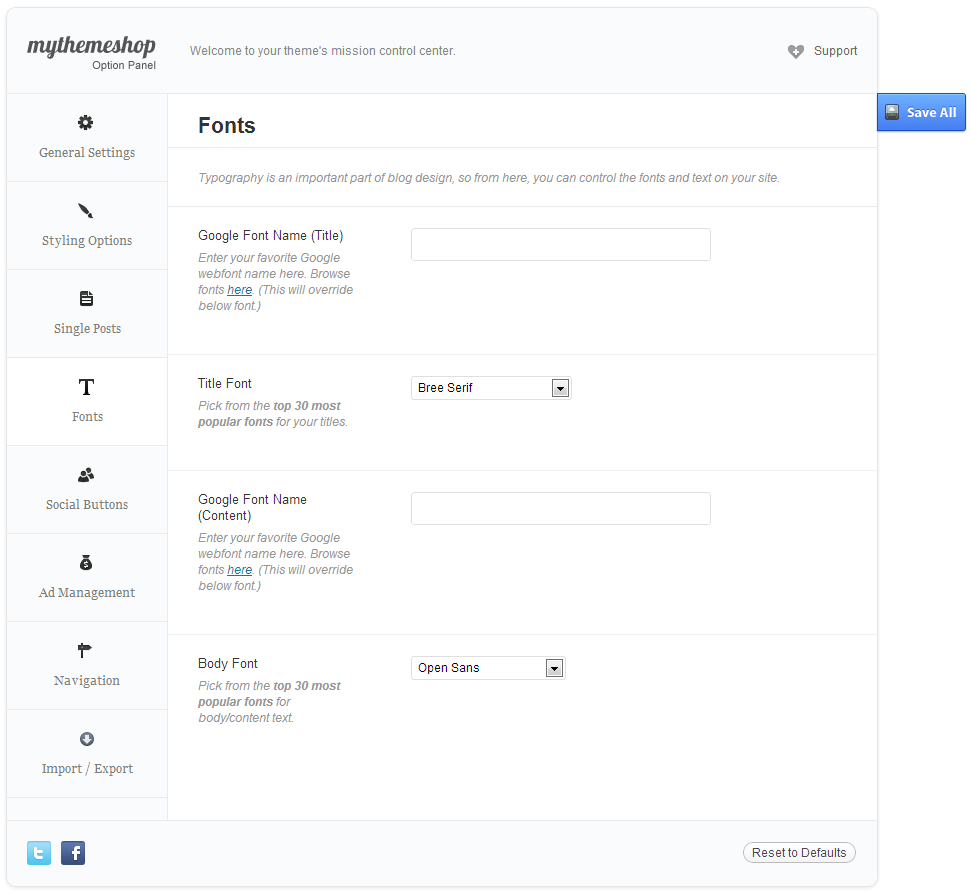 mythemeshop
Option Panel
Welcome to your theme's mission control center.
Support
Save All
General Settings
Styling Options
Single Posts
Fonts
Social Buttons
Ad Management
Navigation
Import / Export
Fonts
Typography is an important part of blog design, so from here, you can control the fonts and text on your site.
Google Font Name (Title)
Enter your favorite Google
webfont name here. Browse
fonts here. (This will override
below font.)
Title Font
Bree Serif
Pick from the top 30 most
popular fonts for your titles.
Google Font Name
(Content)
Enter your favorite Google
webfont name here. Browse
fonts here. (This will override
below font.)
Body Font
Open Sans
Pick from the top 30 most
popular fonts for
body/content text.
Reset to Defaults